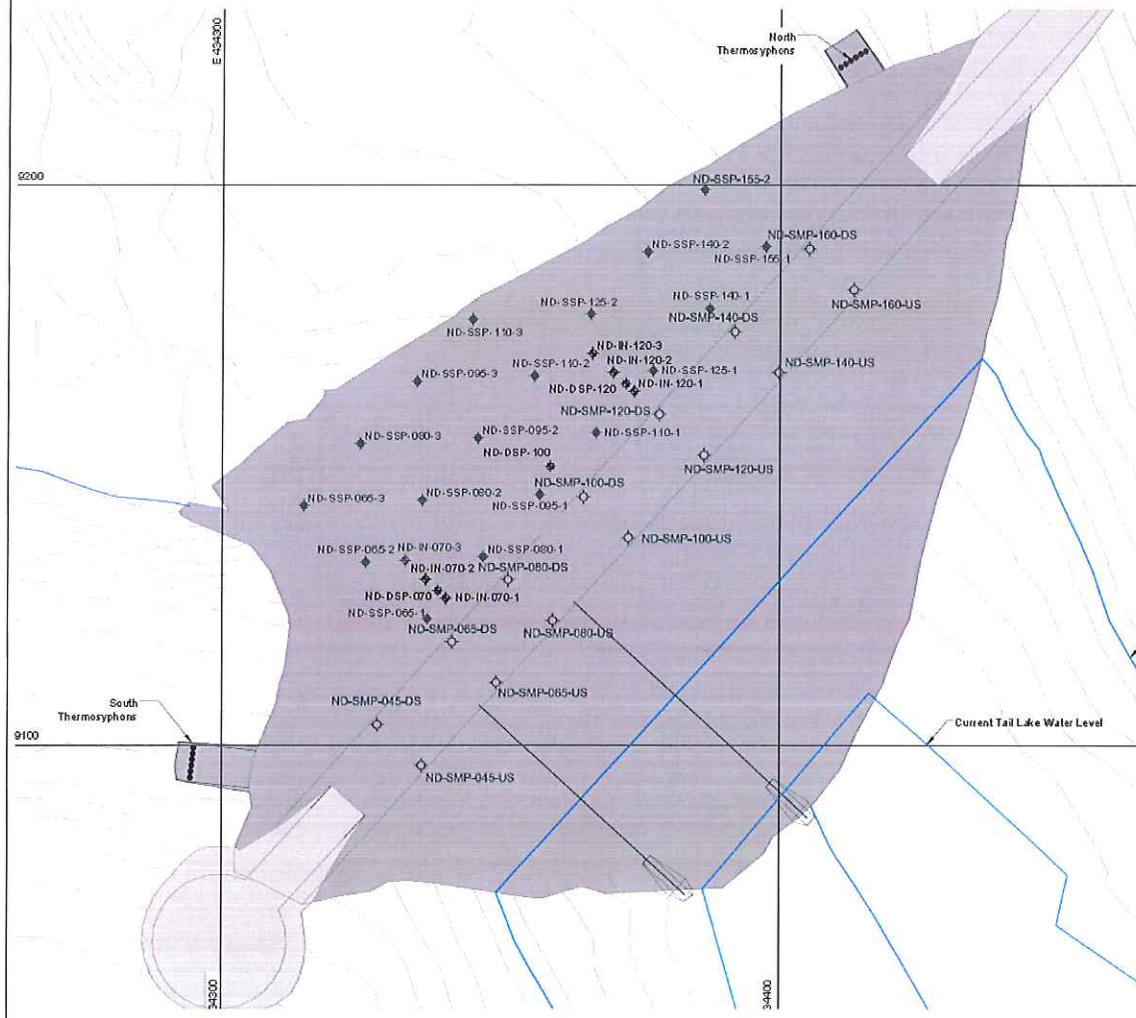 E 434300
North
Thermosyphons
9200
ND-SSP-155-2
ND-SMP-160-DS
ND-SSP-140-2
ND-SSP-155-1
ND-SSP-140-1
ND-SMP-160-US
ND-SSP-125-2
ND-SMP-140-DS
ND-SSP-110-3
ND-IN-120-3
ND-IN-120-2
ND-SSP-110-2
ND-SSP-125-1
ND-SMP-140-US
ND-SSP-095-3
ND-DSP-120
ND-IN-120-1
ND-SMP-120-DS
ND-SSP-095-2
ND-SSP-110-1
ND-SSP-080-3
ND-DSP-100
ND-SMP-120-US
ND-SMP-100-DS
ND-SSP-080-2
ND-SSP-065-3
ND-SSP-095-1
ND-SMP-100-US
ND-SSP-065-2
ND-IN-070-3
ND-SSP-080-1
ND-IN-070-2
ND-SMP-080-DS
ND-DSP-070
ND-IN-070-1
ND-SSP-065-1
ND-SMP-065-DS
ND-SMP-080-US
ND-SMP-065-US
South
Thermosyphons
ND-SMP-045-DS
Current Tail Lake Water Level
9100
ND-SMP-045-US
34300
34400